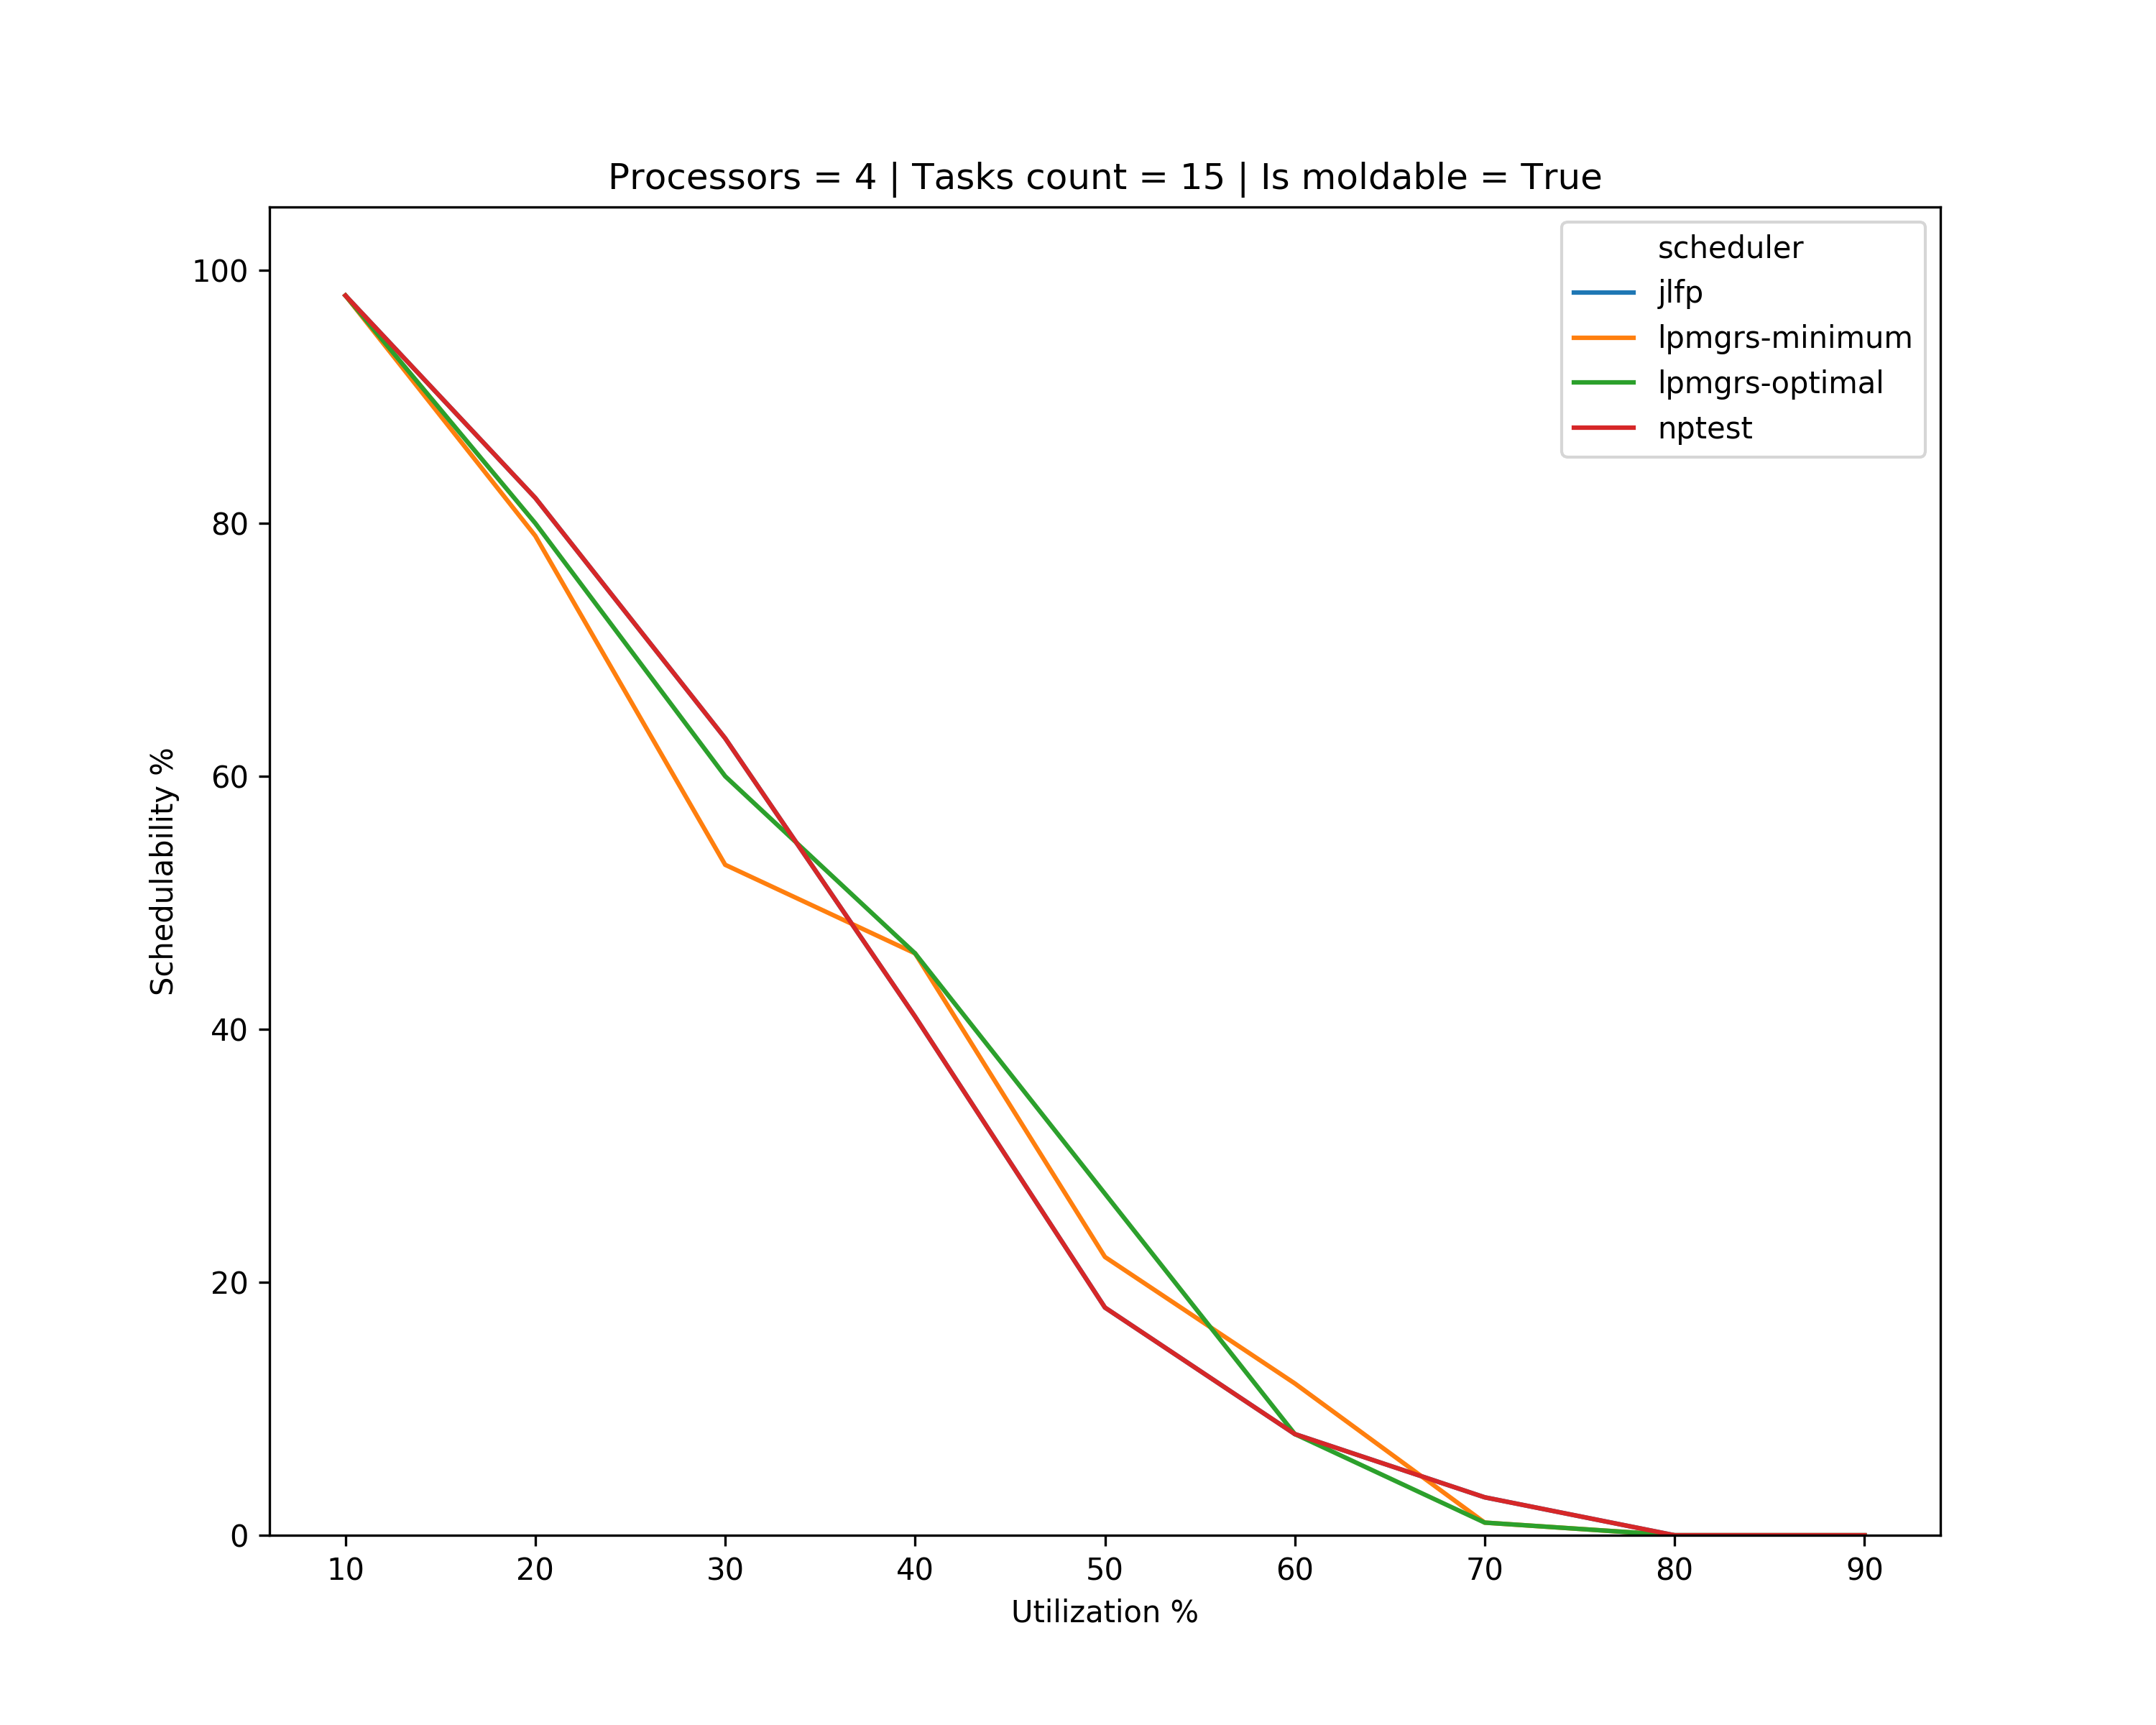 Processors = 4 | Tasks count = 15 | Is moldable = True
scheduler
jlfp
lpmgrs-minimum
lpmgrs-optimal
nptest
Schedulability %
100
80
60
40
20
0
10 20 30 40 50 60 70 80 90
Utilization %